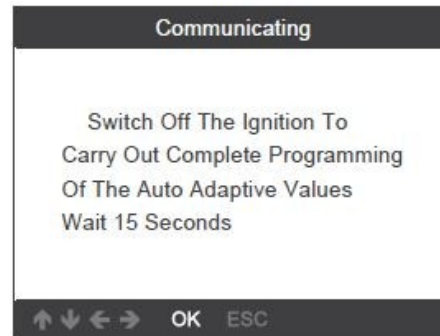 Communicating
Switch Off The Ignition To
Carry Out Complete Programming
Of The Auto Adaptive Values
Wait 15 Seconds
OK ESC